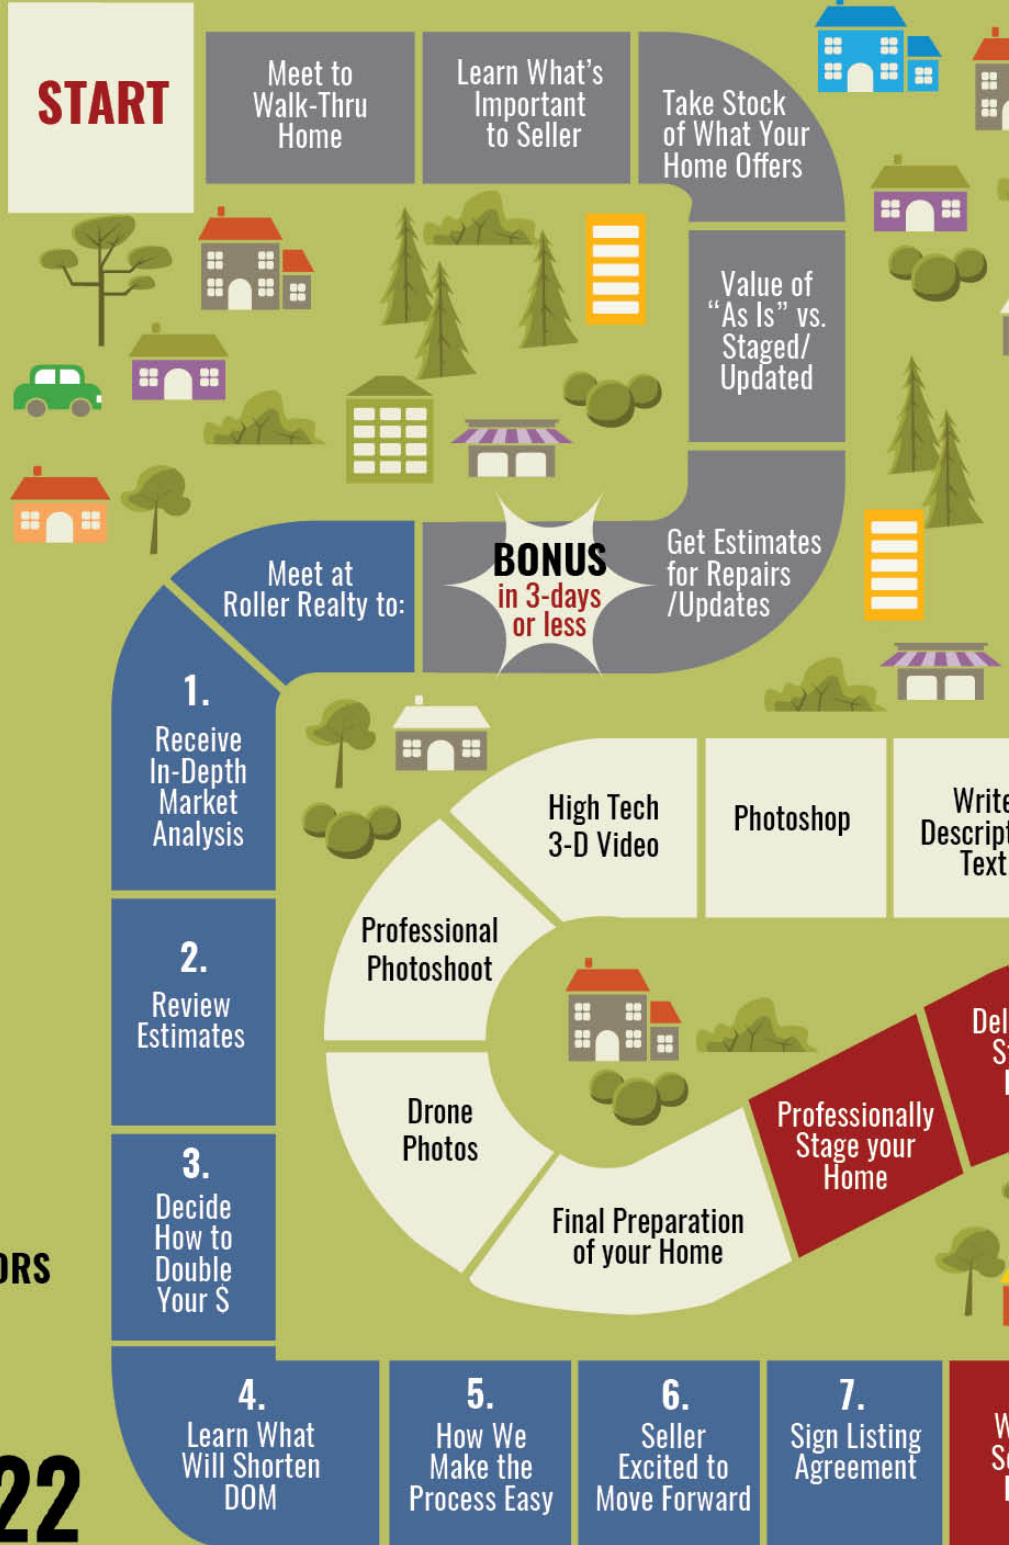 START
Meet to
Walk-Thru
Home
Learn What's
Important
to Seller
Take Stock
of What Your
Home Offers
Value of
“As Is” vs.
Staged/
Updated
Get Estimates
for Repairs
/Updates
BONUS
in 3-days
or less
Meet at
Roller Realty to:
1.
Receive
In-Depth
Market
Analysis
2.
Review
Estimates
3.
Decide
How to
Double
Your $
4.
Learn What
Will Shorten
DOM
5.
How We
Make the
Process Easy
6.
Seller
Excited to
Move Forward
7.
Sign Listing
Agreement
Professionally
Stage your
Home
Final Preparation
of your Home
Drone
Photos
Professional
Photoshoot
High Tech
3-D Video
Photoshop
Write
Text
22